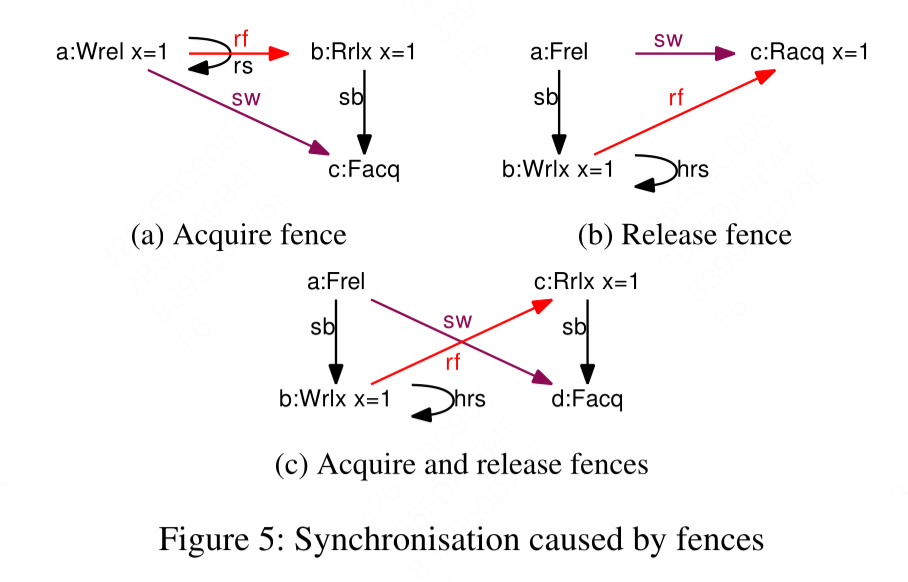 a:Wrel x=1 rf b:Rrlx x=1
rs
sw sb
c:Facq
(a) Acquire fence
a:Frel sw c:Racq x=1
sb rf
b:Wrlx x=1 hrs
(b) Release fence
a:Frel c:Rrlx x=1
sb sw sb
rf
b:Wrlx x=1 hrs d:Facq
(c) Acquire and release fences
Figure 5: Synchronisation caused by fences